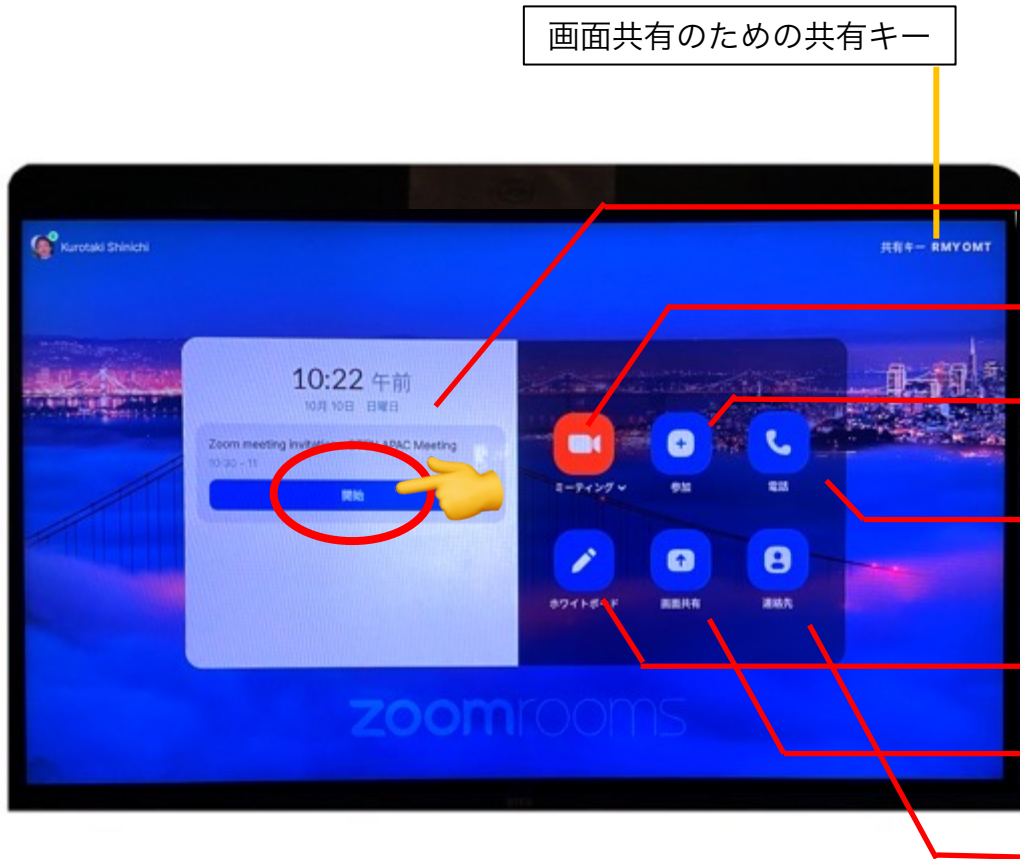 画面共有のための共有キー
Kurotaki Shinichi
共有キー RMYOMT
10:22 午前
10月 10日 日曜日
Zoom meeting invitation APAC Meeting
10:30 - 11
開始
ミーティング
参加
電話
ホワイトボード
画面共有
連絡先
zoomrooms